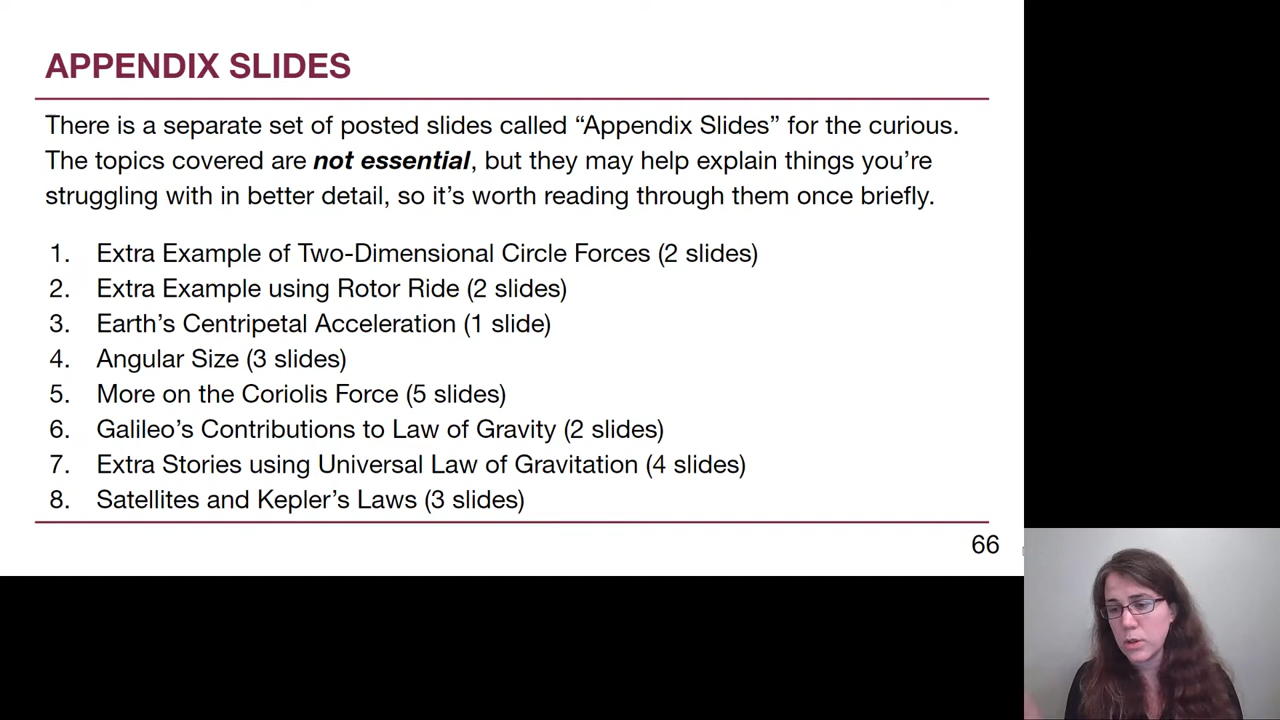 APPENDIX SLIDES
There is a separate set of posted slides called “Appendix Slides” for the curious.
The topics covered are not essential, but they may help explain things you’re
struggling with in better detail, so it’s worth reading through them once briefly.
1. Extra Example of Two-Dimensional Circle Forces (2 slides)
2. Extra Example using Rotor Ride (2 slides)
3. Earth’s Centripetal Acceleration (1 slide)
4. Angular Size (3 slides)
5. More on the Coriolis Force (5 slides)
6. Galileo’s Contributions to Law of Gravity (2 slides)
7. Extra Stories using Universal Law of Gravitation (4 slides)
8. Satellites and Kepler’s Laws (3 slides)
66